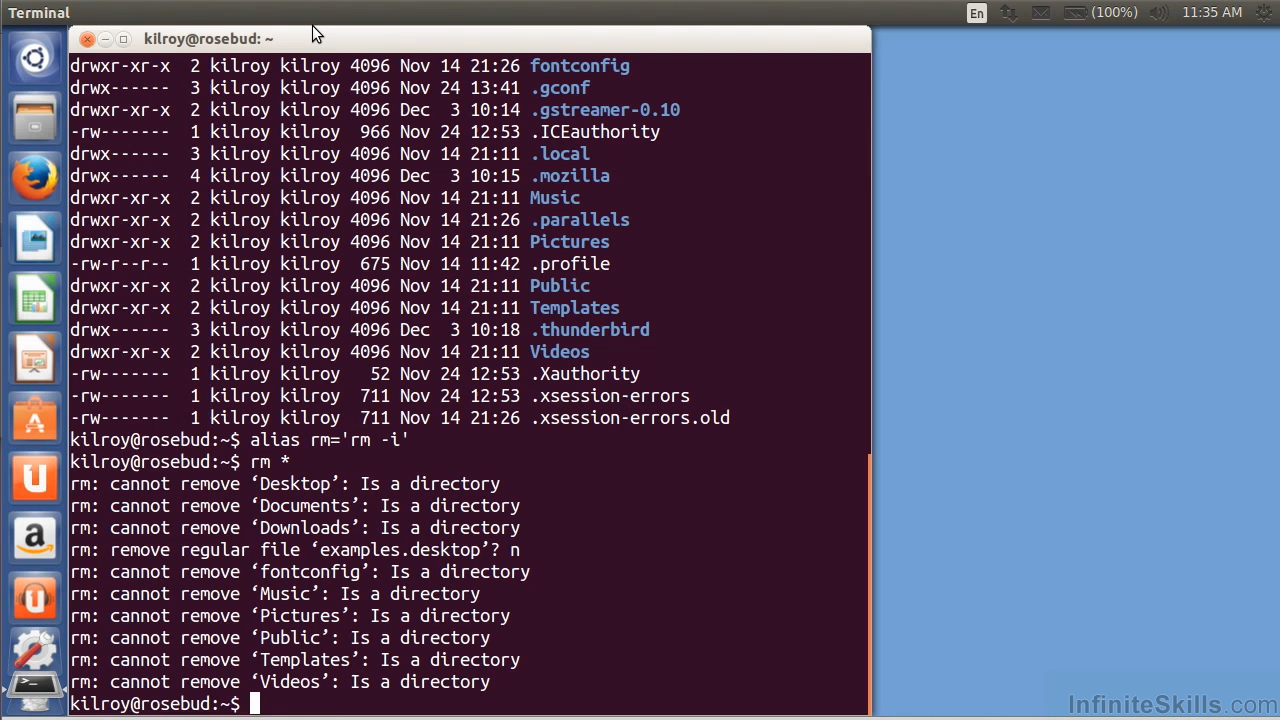 Terminal
En
(100%)
11:35 AM
kilroy@rosebud: ~
drwxr-xr-x 2 kilroy kilroy 4096 Nov 14 21:26 fontconfig
drwx------ 3 kilroy kilroy 4096 Nov 24 13:41 .gconf
drwxr-xr-x 2 kilroy kilroy 4096 Dec 3 10:14 .gstreamer-0.10
-rw------- 1 kilroy kilroy 966 Nov 24 12:53 .ICEauthority
drwx------ 3 kilroy kilroy 4096 Nov 14 21:11 .local
drwx------ 4 kilroy kilroy 4096 Dec 3 10:15 .mozilla
drwxr-xr-x 2 kilroy kilroy 4096 Nov 14 21:11 Music
drwxr-xr-x 2 kilroy kilroy 4096 Nov 14 21:26 .parallels
drwxr-xr-x 2 kilroy kilroy 4096 Nov 14 21:11 Pictures
-rw-r--r-- 1 kilroy kilroy 675 Nov 14 11:42 .profile
drwxr-xr-x 2 kilroy kilroy 4096 Nov 14 21:11 Public
drwxr-xr-x 2 kilroy kilroy 4096 Nov 14 21:11 Templates
drwx------ 3 kilroy kilroy 4096 Dec 3 10:18 .thunderbird
drwxr-xr-x 2 kilroy kilroy 4096 Nov 14 21:11 Videos
-rw------- 1 kilroy kilroy 52 Nov 24 12:53 .Xauthority
-rw------- 1 kilroy kilroy 711 Nov 24 12:53 .xsession-errors
-rw------- 1 kilroy kilroy 711 Nov 14 21:26 .xsession-errors.old
kilroy@rosebud:~$ alias rm='rm -i'
kilroy@rosebud:~$ rm *
rm: cannot remove ‘Desktop’: Is a directory
rm: cannot remove ‘Documents’: Is a directory
rm: cannot remove ‘Downloads’: Is a directory
rm: remove regular file ‘examples.desktop’? n
rm: cannot remove ‘fontconfig’: Is a directory
rm: cannot remove ‘Music’: Is a directory
rm: cannot remove ‘Pictures’: Is a directory
rm: cannot remove ‘Public’: Is a directory
rm: cannot remove ‘Templates’: Is a directory
rm: cannot remove ‘Videos’: Is a directory
kilroy@rosebud:~$
InfiniteSkills.com